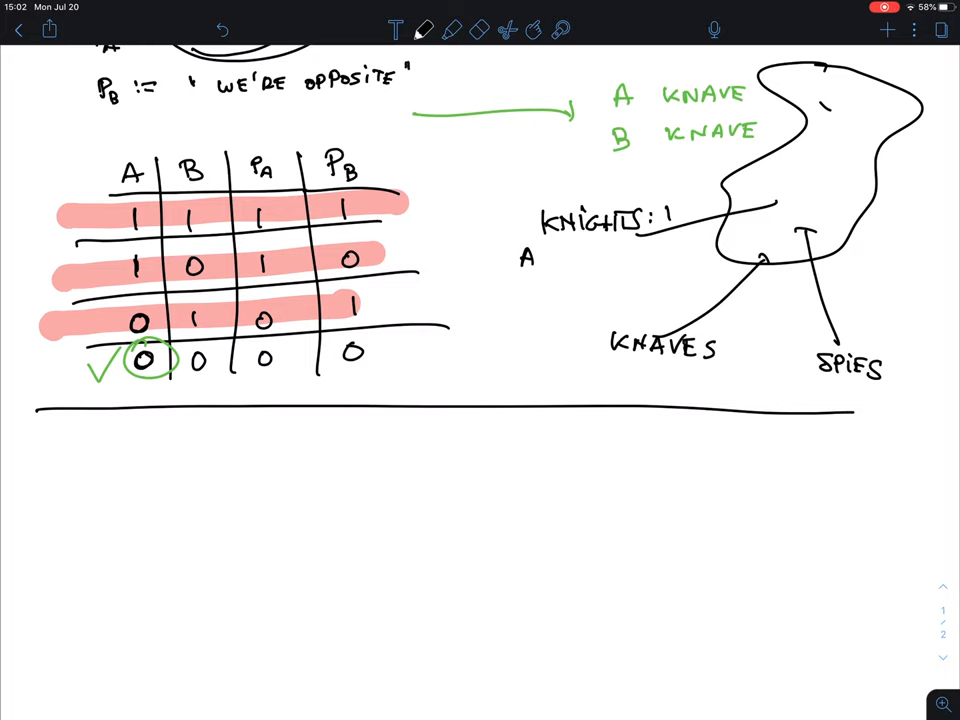 15:02 Mon Jul 20
58%
T
P_B := " WE'RE OPPOSITE "
A KNAVE
B KNAVE
A B P_A P_B
1 1 1 1
1 0 1 0
0 1 0 1
0 0 0 0
KNIGHTS: 1
A
KNAVES
SPIES
1
/
2